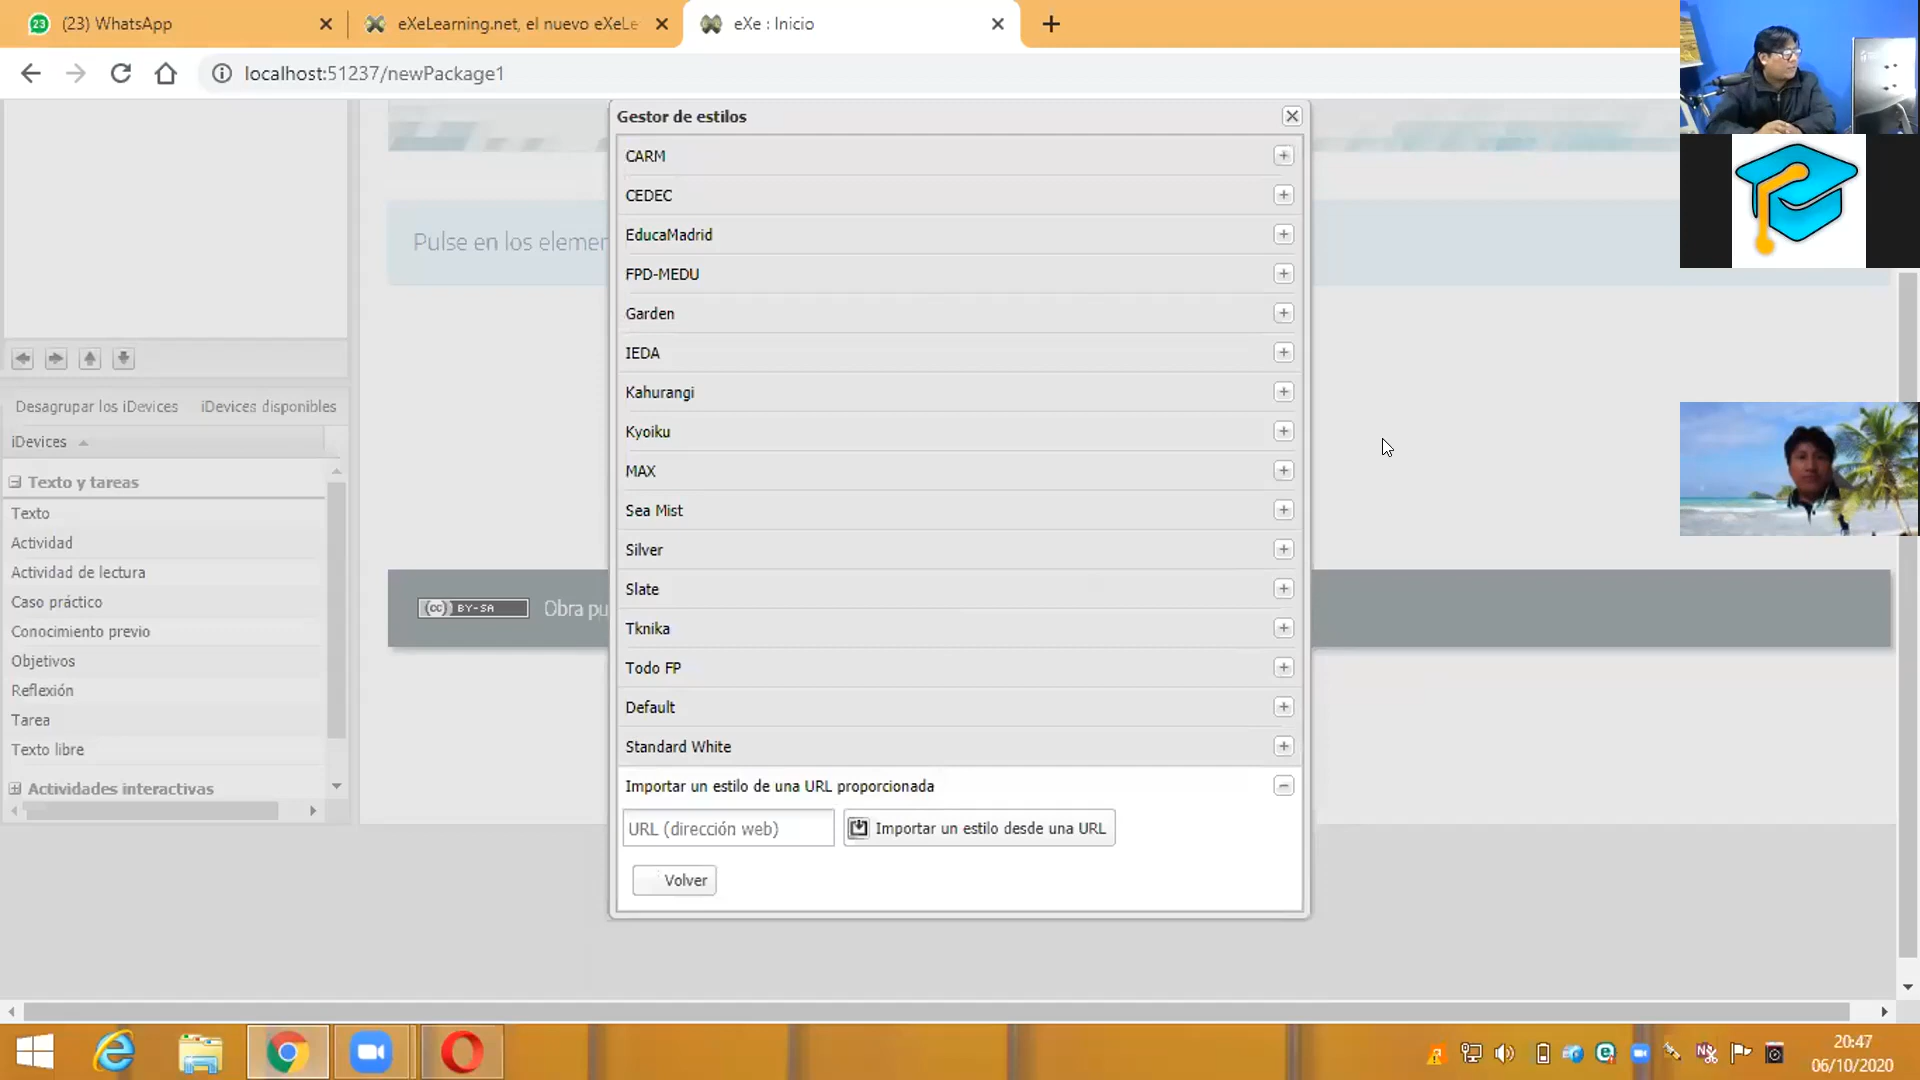 (23) WhatsApp
eXeLearning.net, el nuevo eXeLe
eXe : Inicio
localhost:51237/newPackage1
Gestor de estilos
CARM
CEDEC
EducaMadrid
Pulse en los elemen
FPD-MEDU
Garden
IEDA
Kahurangi
Kyoiku
MAX
Sea Mist
Silver
Slate
Tknika
Todo FP
Default
Standard White
Importar un estilo de una URL proporcionada
URL (dirección web)
Importar un estilo desde una URL
Volver
Desagrupar los iDevices
iDevices disponibles
iDevices
Texto y tareas
Texto
Actividad
Actividad de lectura
Caso práctico
Conocimiento previo
Objetivos
Reflexión
Tarea
Texto libre
Actividades interactivas
(cc) BY-SA
Obra pu
20:47
06/10/2020